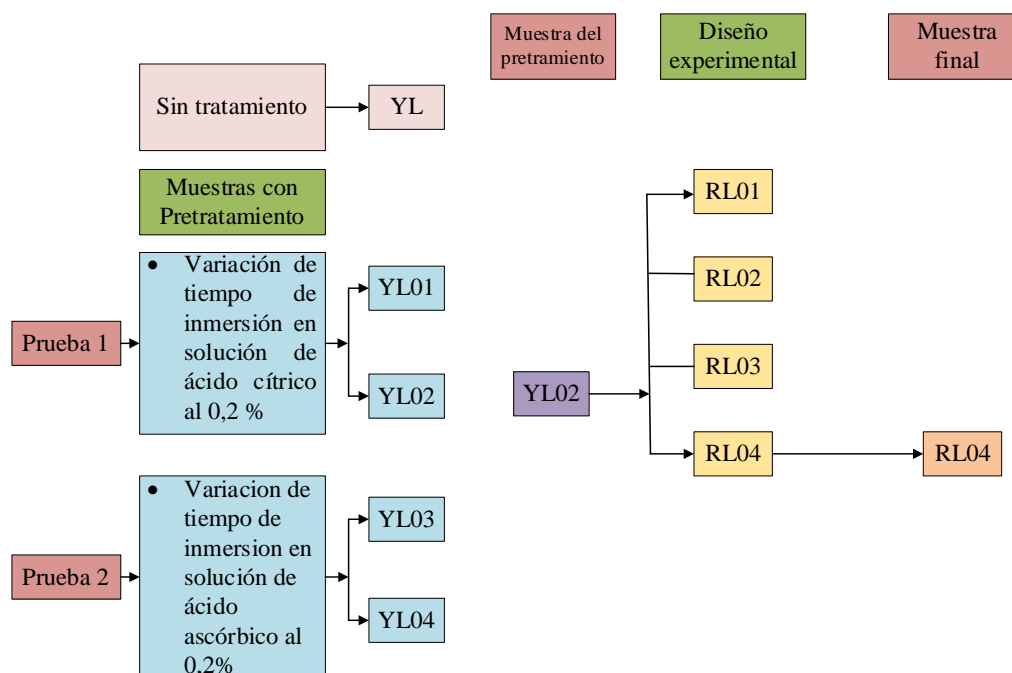 Sin tratamiento
YL
Muestras con
Pretratamiento
Prueba 1
• Variación de
tiempo de
inmersión en
solución de
ácido cítrico
al 0,2 %
YL01
YL02
Prueba 2
• Variacion de
tiempo de
inmersion en
solución de
ácido
ascórbico al
0,2%
YL03
YL04
Muestra del
pretramiento
Diseño
experimental
Muestra
final
YL02
RL01
RL02
RL03
RL04
RL04